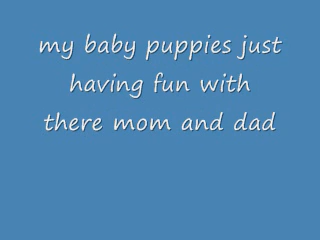 my baby puppies just
having fun with
there mom and dad